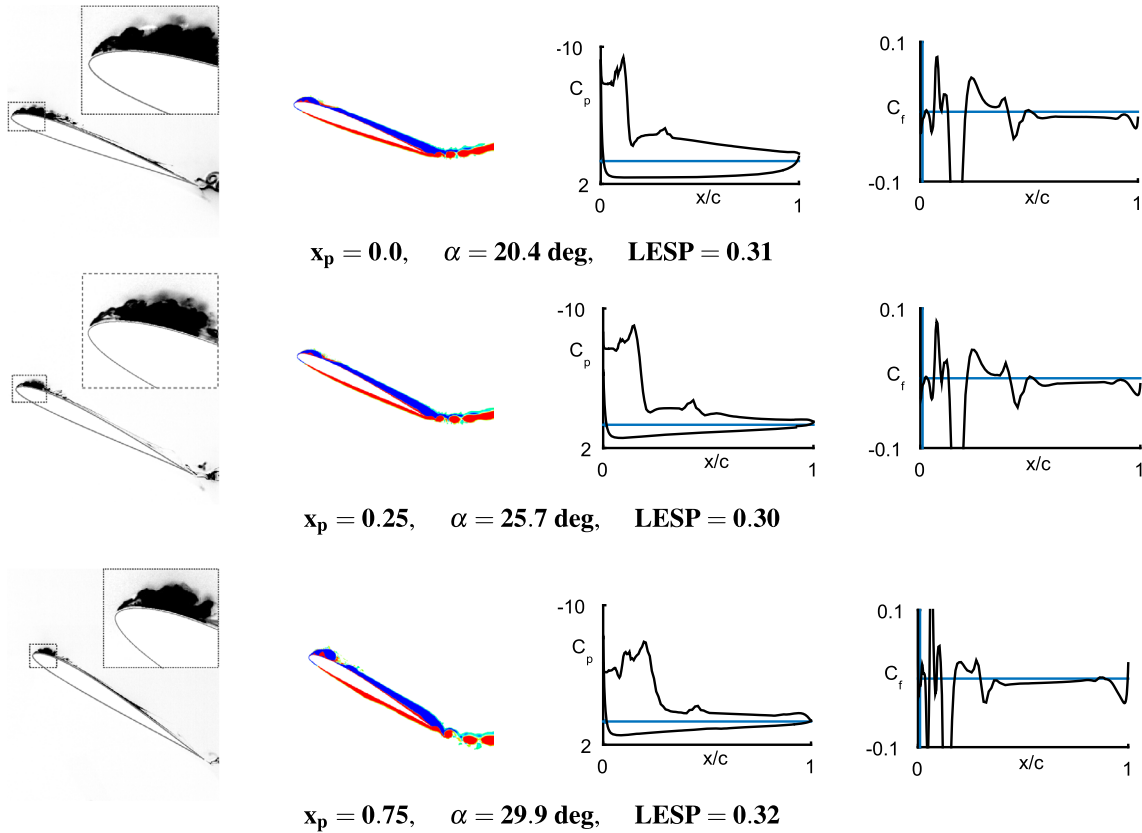 -10
C_p
2
0
x/c
1
0.1
C_f
-0.1
0
x/c
1
x_p = 0.0, α = 20.4 deg, LESP = 0.31
-10
C_p
2
0
x/c
1
0.1
C_f
-0.1
0
x/c
1
x_p = 0.25, α = 25.7 deg, LESP = 0.30
-10
C_p
2
0
x/c
1
0.1
C_f
-0.1
0
x/c
1
x_p = 0.75, α = 29.9 deg, LESP = 0.32